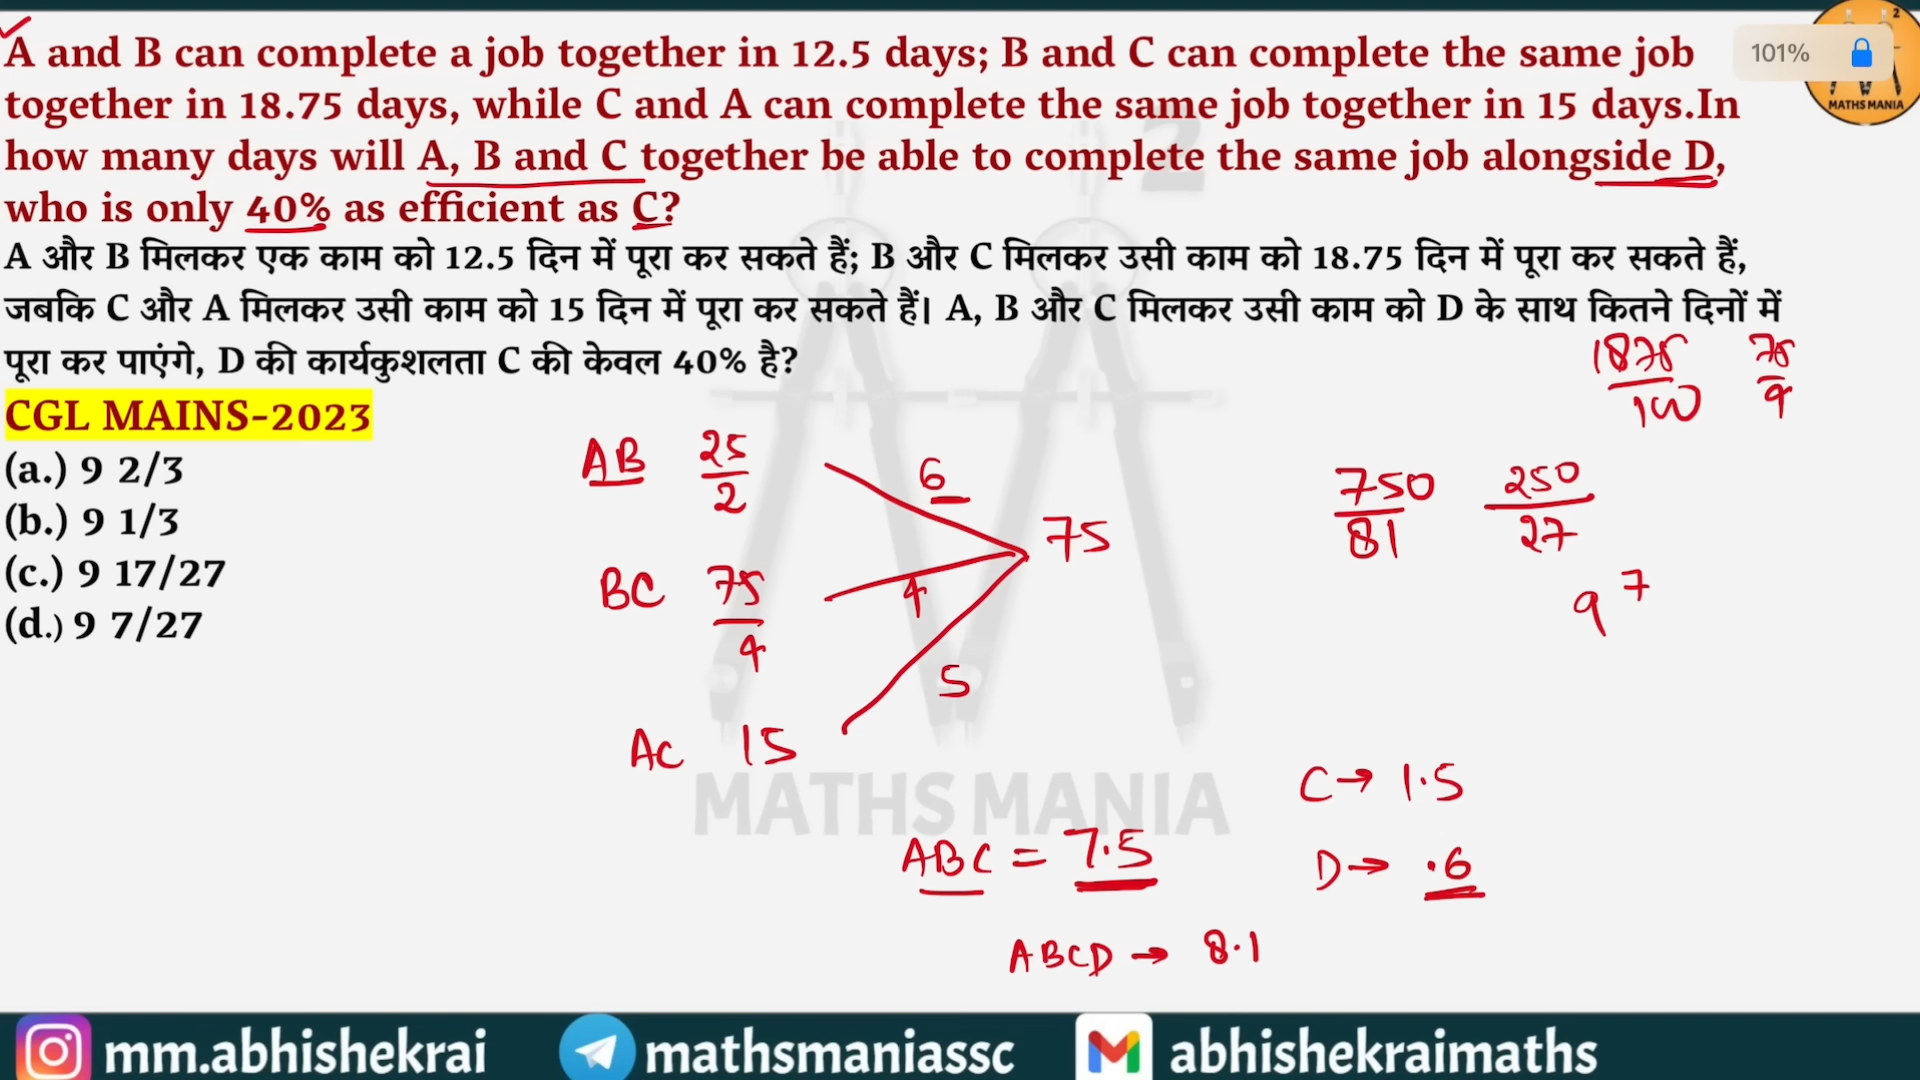 A and B can complete a job together in 12.5 days; B and C can complete the same job
together in 18.75 days, while C and A can complete the same job together in 15 days.In
how many days will A, B and C together be able to complete the same job alongside D,
who is only 40% as efficient as C?
A और B मिलकर एक काम को 12.5 दिन में पूरा कर सकते हैं; B और C मिलकर उसी काम को 18.75 दिन में पूरा कर सकते हैं,
जबकि C और A मिलकर उसी काम को 15 दिन में पूरा कर सकते हैं। A, B और C मिलकर उसी काम को D के साथ कितने दिनों में
पूरा कर पाएंगे, D की कार्यकुशलता C की केवल 40% है?
CGL MAINS-2023
(a.) 9 2/3
(b.) 9 1/3
(c.) 9 17/27
(d.) 9 7/27
101%
MATHS MANIA
2
1875
100
75
4
AB 25
2
6
75
BC 75
4
4
AC 15
5
750
81
250
27
9 7
MATHS MANIA
C → 1.5
D → .6
ABC = 7.5
ABCD → 8.1
mm.abhishekrai
mathsmaniassc
abhishekraimaths